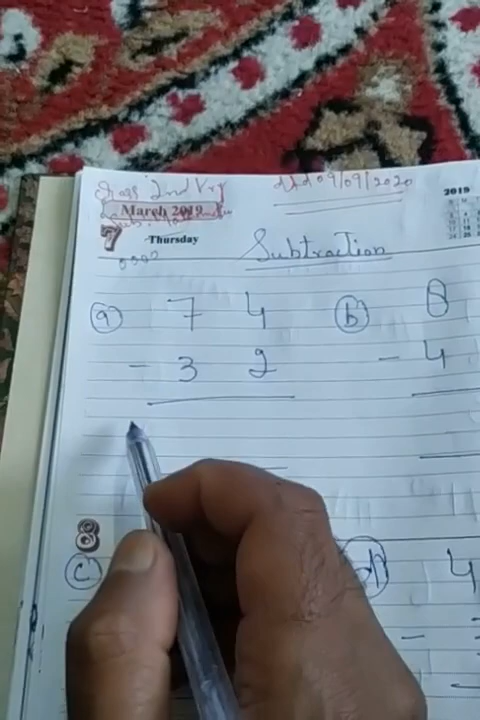 Class 2nd
dtd 09/09/2020
2019
March 2019
7
Thursday
Subtraction
(a) 7 4 (b) 8
- 3 2 - 4
8
(c) (d) 4
-